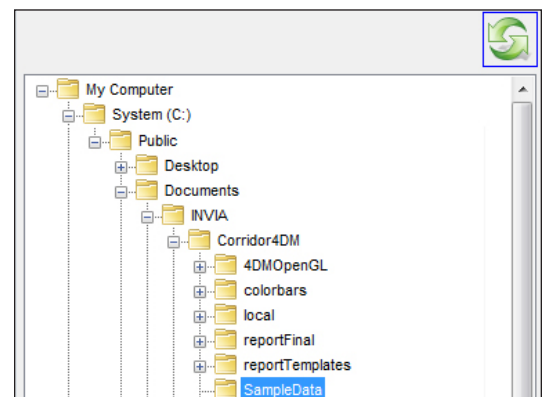 My Computer
System (C:)
Public
Desktop
Documents
INVIA
Corridor4DM
4DMOpenGL
colorbars
local
reportFinal
reportTemplates
SampleData